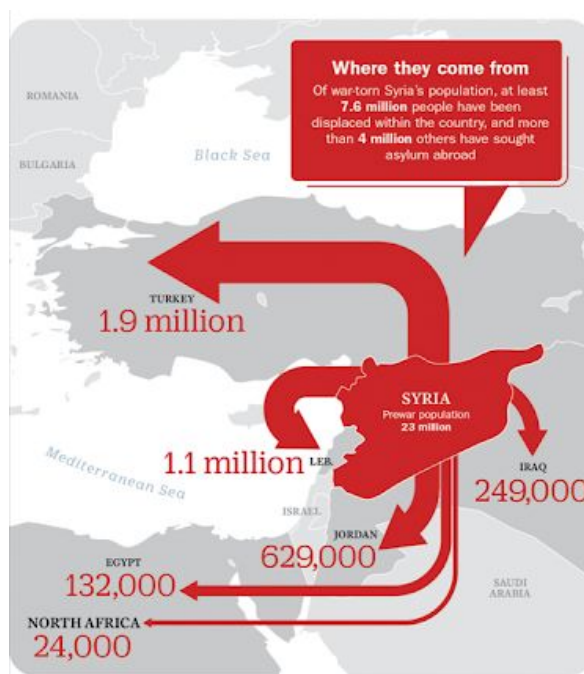 Where they come from
Of war-torn Syria's population, at least
7.6 million people have been
displaced within the country, and more
than 4 million others have sought
asylum abroad
ROMANIA
Black Sea
BULGARIA
TURKEY
1.9 million
SYRIA
Prewar population
23 million
1.1 million LEB.
Mediterranean Sea
IRAQ
249,000
ISRAEL
JORDAN
629,000
EGYPT
132,000
SAUDI
ARABIA
NORTH AFRICA
24,000